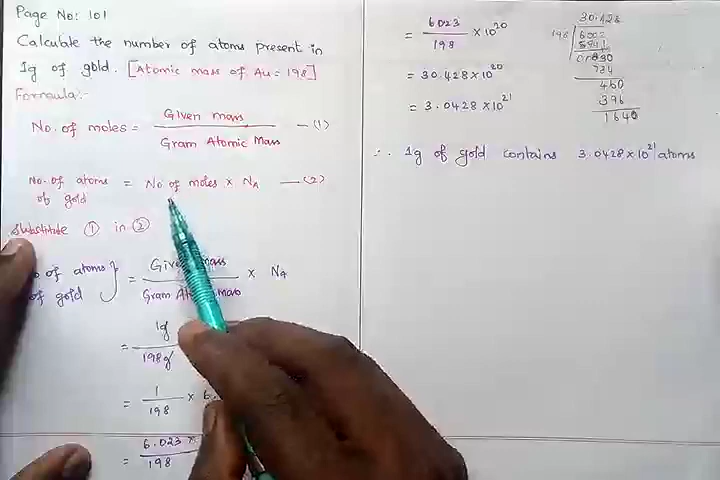 Page No: 101
Calculate the number of atoms present in
1g of gold. [Atomic mass of Au = 198]
Formula:-
No. of moles = Given mass / Gram Atomic Mass — (1)
No. of atoms of gold = No. of moles × NA — (2)
Substitute ① in ②
of atoms of gold } = Given mass / Gram Atomic mass × NA
= 1g / 198g
= 1 / 198 × 6.
= 6.023 × / 198
= 6023 / 198 × 10^20
= 30.428 × 10^20
= 3.0428 × 10^21
∴ 1g of gold contains 3.0428 × 10^21 atoms
30.428
198
460
396
1640